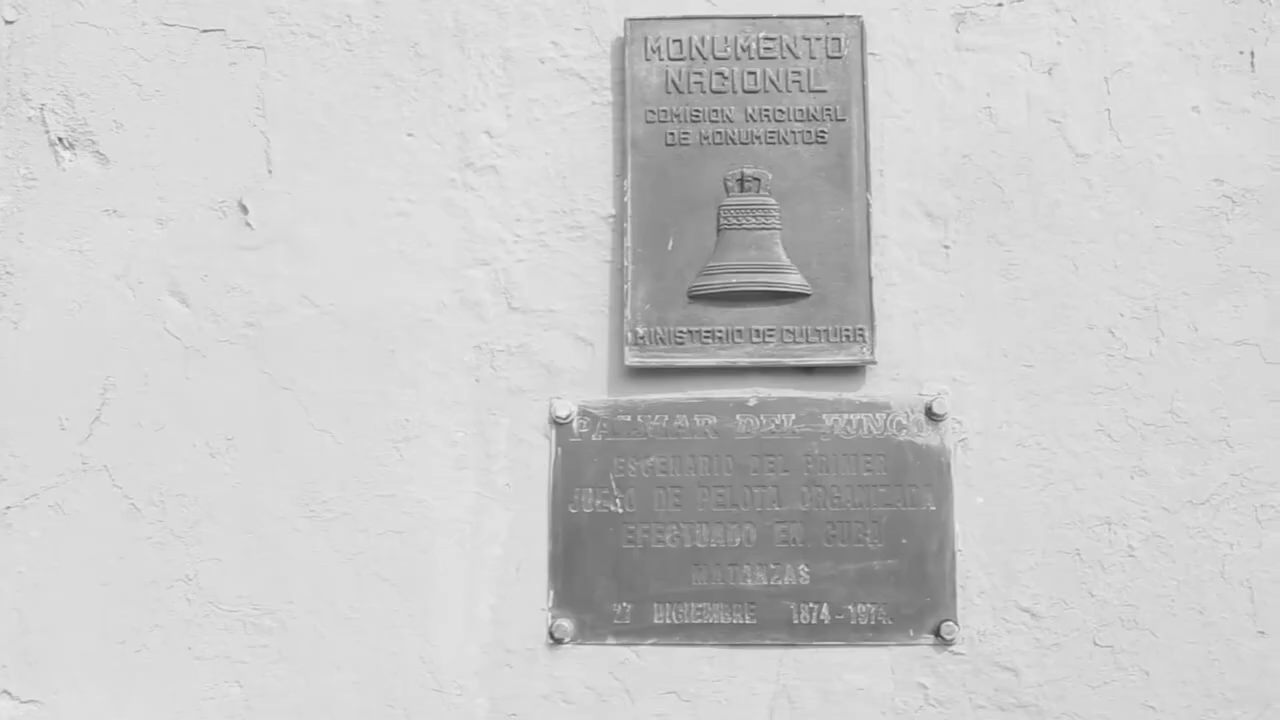 MONUMENTO
NACIONAL
COMISION NACIONAL
DE MONUMENTOS
MINISTERIO DE CULTURA
PALMAR DEL JUNCO
ESCENARIO DEL PRIMER
JUEGO DE PELOTA ORGANIZADA
EFECTUADO EN CUBA
MATANZAS
27 DICIEMBRE 1874-1974.